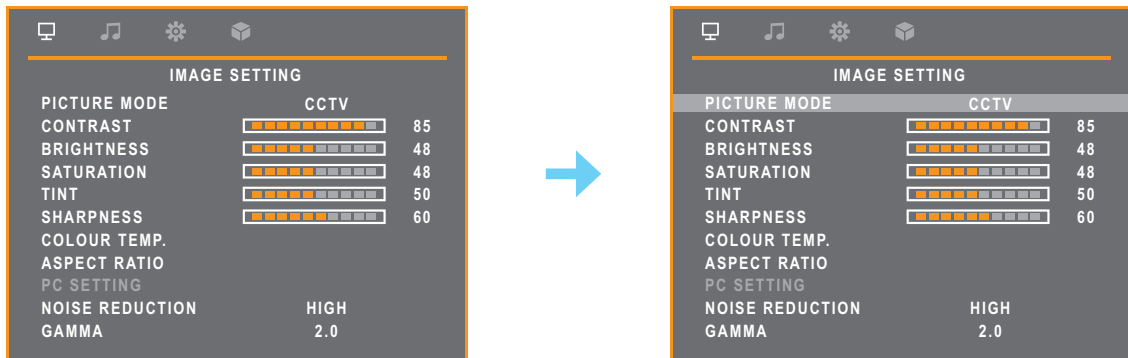 IMAGE SETTING
PICTURE MODE CCTV
CONTRAST 85
BRIGHTNESS 48
SATURATION 48
TINT 50
SHARPNESS 60
COLOUR TEMP.
ASPECT RATIO
PC SETTING
NOISE REDUCTION HIGH
GAMMA 2.0
IMAGE SETTING
PICTURE MODE CCTV
CONTRAST 85
BRIGHTNESS 48
SATURATION 48
TINT 50
SHARPNESS 60
COLOUR TEMP.
ASPECT RATIO
PC SETTING
NOISE REDUCTION HIGH
GAMMA 2.0